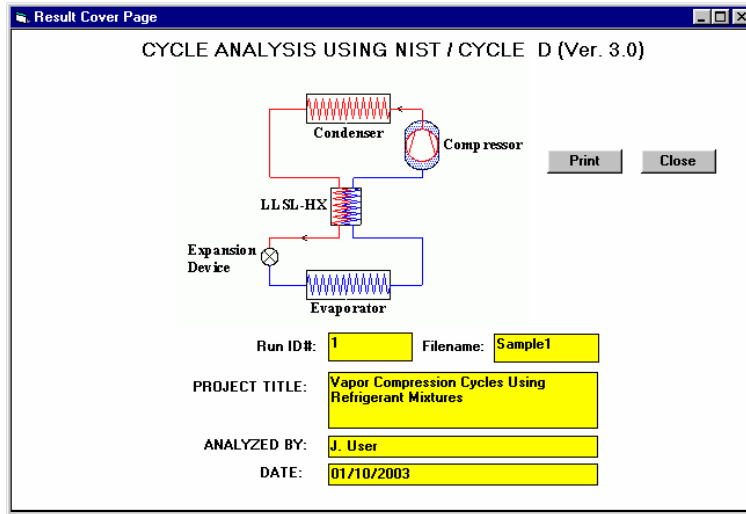 Result Cover Page
CYCLE ANALYSIS USING NIST / CYCLE D (Ver. 3.0)
Condenser
Compressor
Print
Close
LLSL-HX
Expansion
Device
Evaporator
Run ID#: 1 Filename: Sample1
PROJECT TITLE: Vapor Compression Cycles Using
Refrigerant Mixtures
ANALYZED BY: J. User
DATE: 01/10/2003